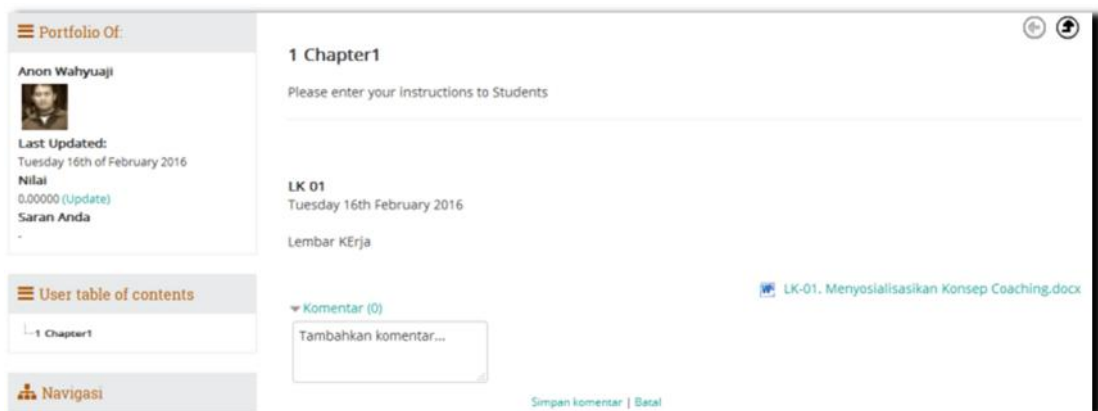 Portfolio Of:
Anon Wahyuaji
Last Updated:
Tuesday 16th of February 2016
Nilai
0.00000 (Update)
Saran Anda
-
User table of contents
1 Chapter1
Navigasi
1 Chapter1
Please enter your instructions to Students
LK 01
Tuesday 16th February 2016
Lembar KErja
LK-01. Menyosialisasikan Konsep Coaching.docx
Komentar (0)
Tambahkan komentar...
Simpan komentar | Batal